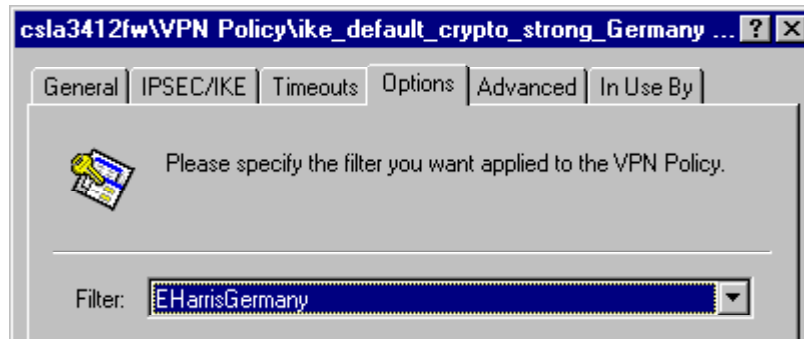 csla3412fw\VPN Policy\ike_default_crypto_strong_Germany ...
General IPSEC/IKE Timeouts Options Advanced In Use By
Please specify the filter you want applied to the VPN Policy.
Filter: EHarrisGermany